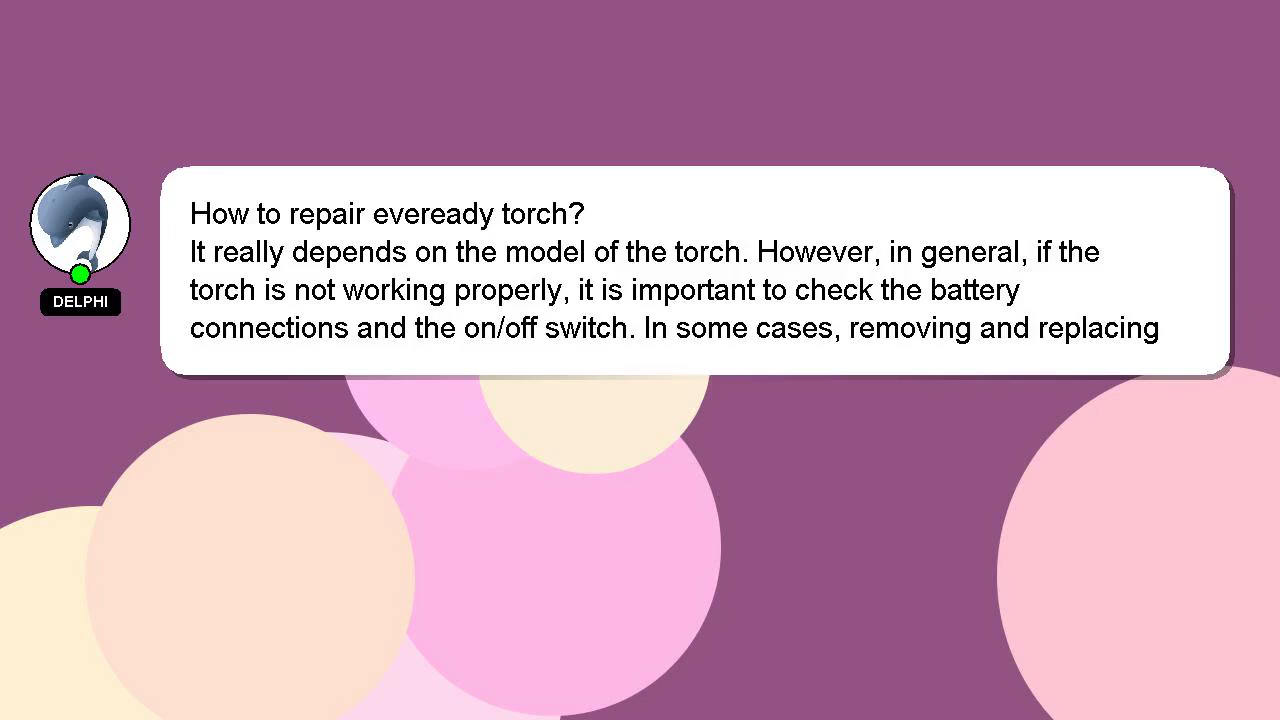 How to repair eveready torch?
It really depends on the model of the torch. However, in general, if the
torch is not working properly, it is important to check the battery
connections and the on/off switch. In some cases, removing and replacing
DELPHI